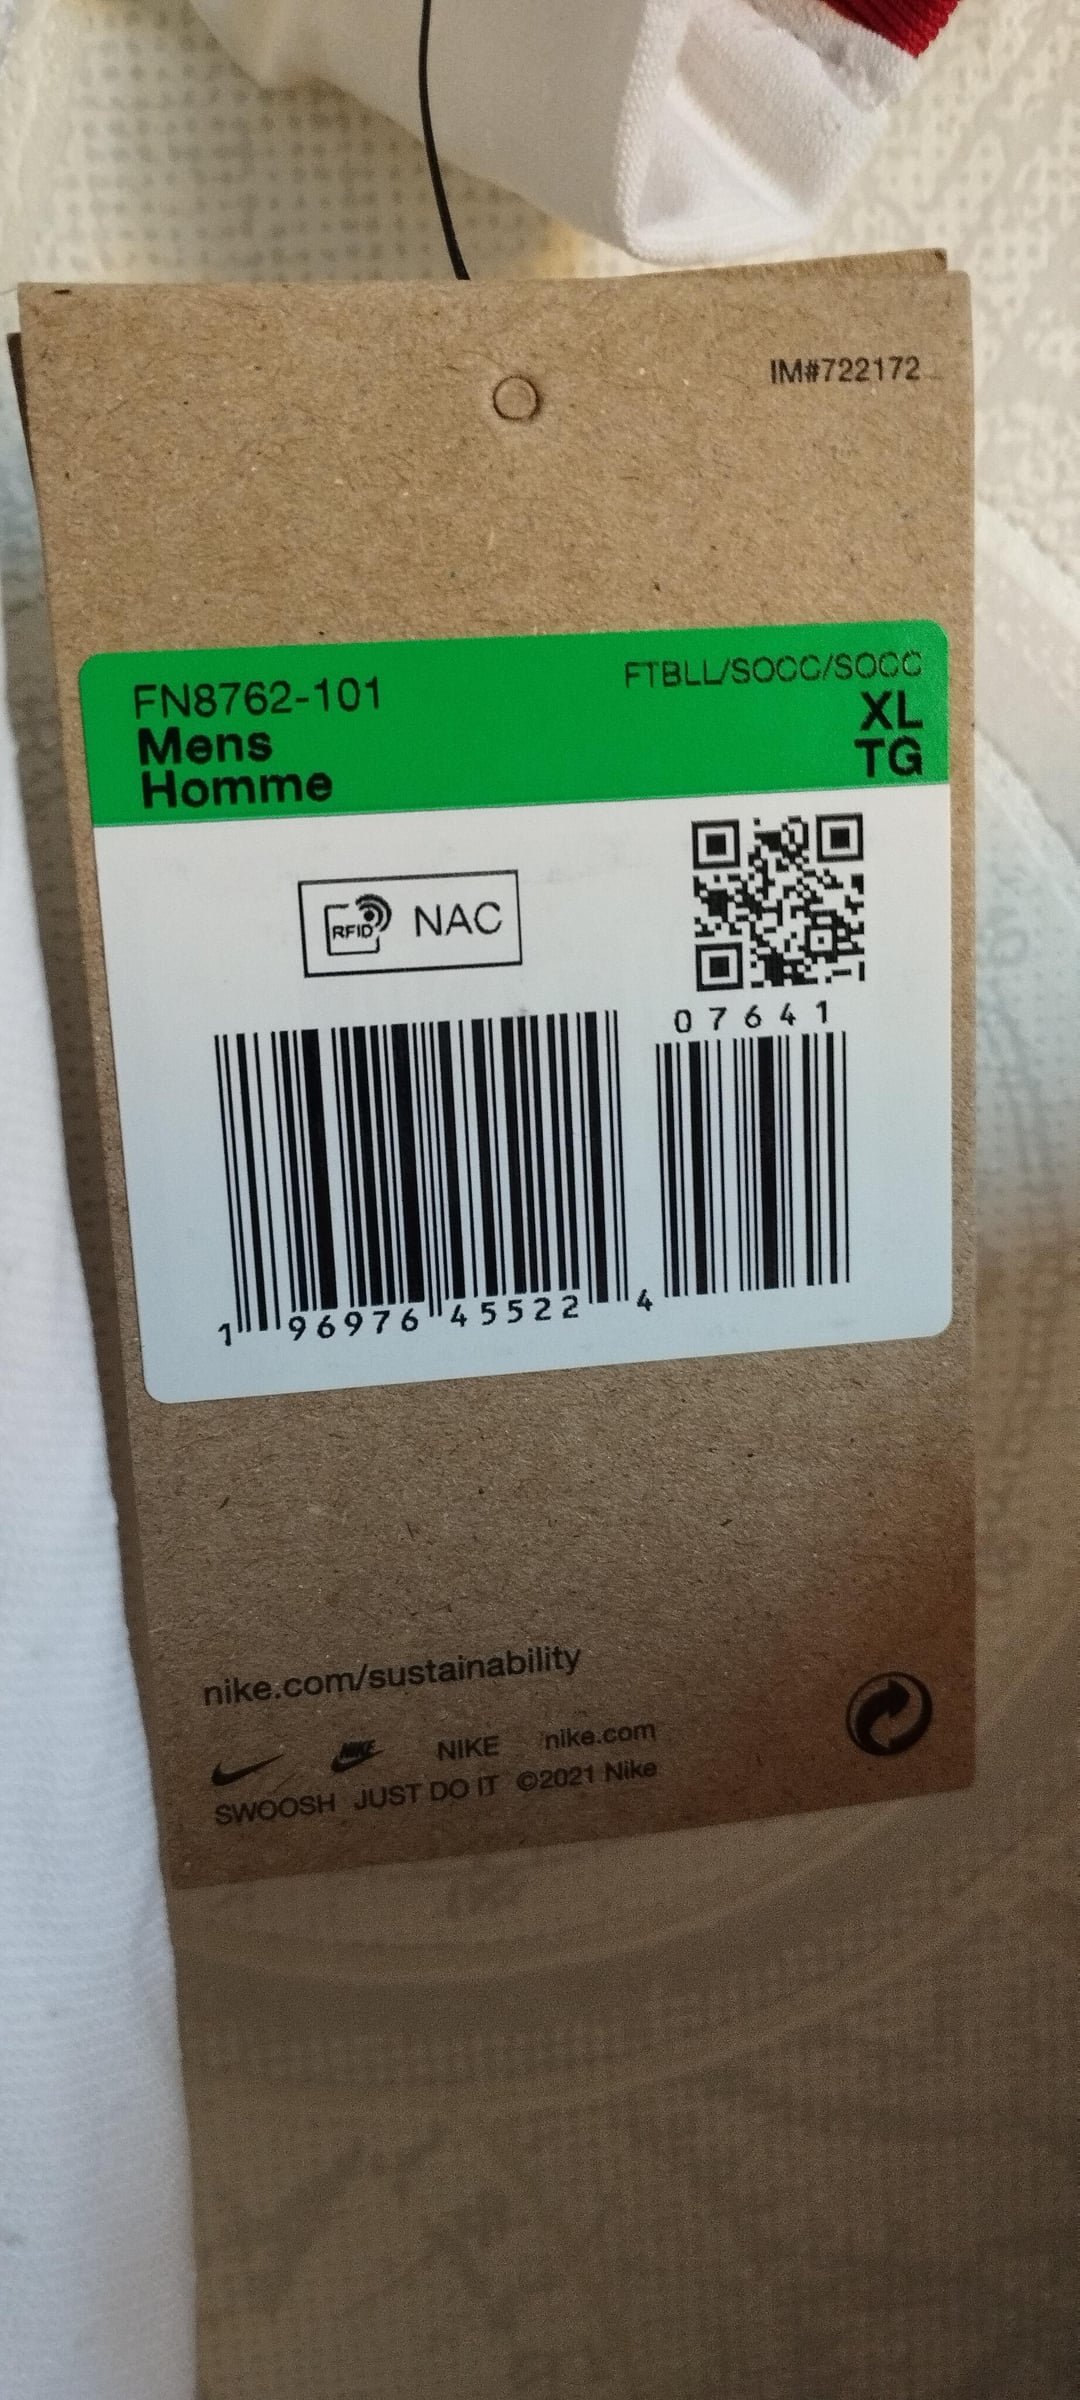 IM#722172
FN8762-101
FTBLL/SOCC/SOCC
Mens
XL
Homme
TG
RFID NAC
07641
1 96976 45522 4
nike.com/sustainability
NIKE NIKE nike.com
SWOOSH JUST DO IT ©2021 Nike